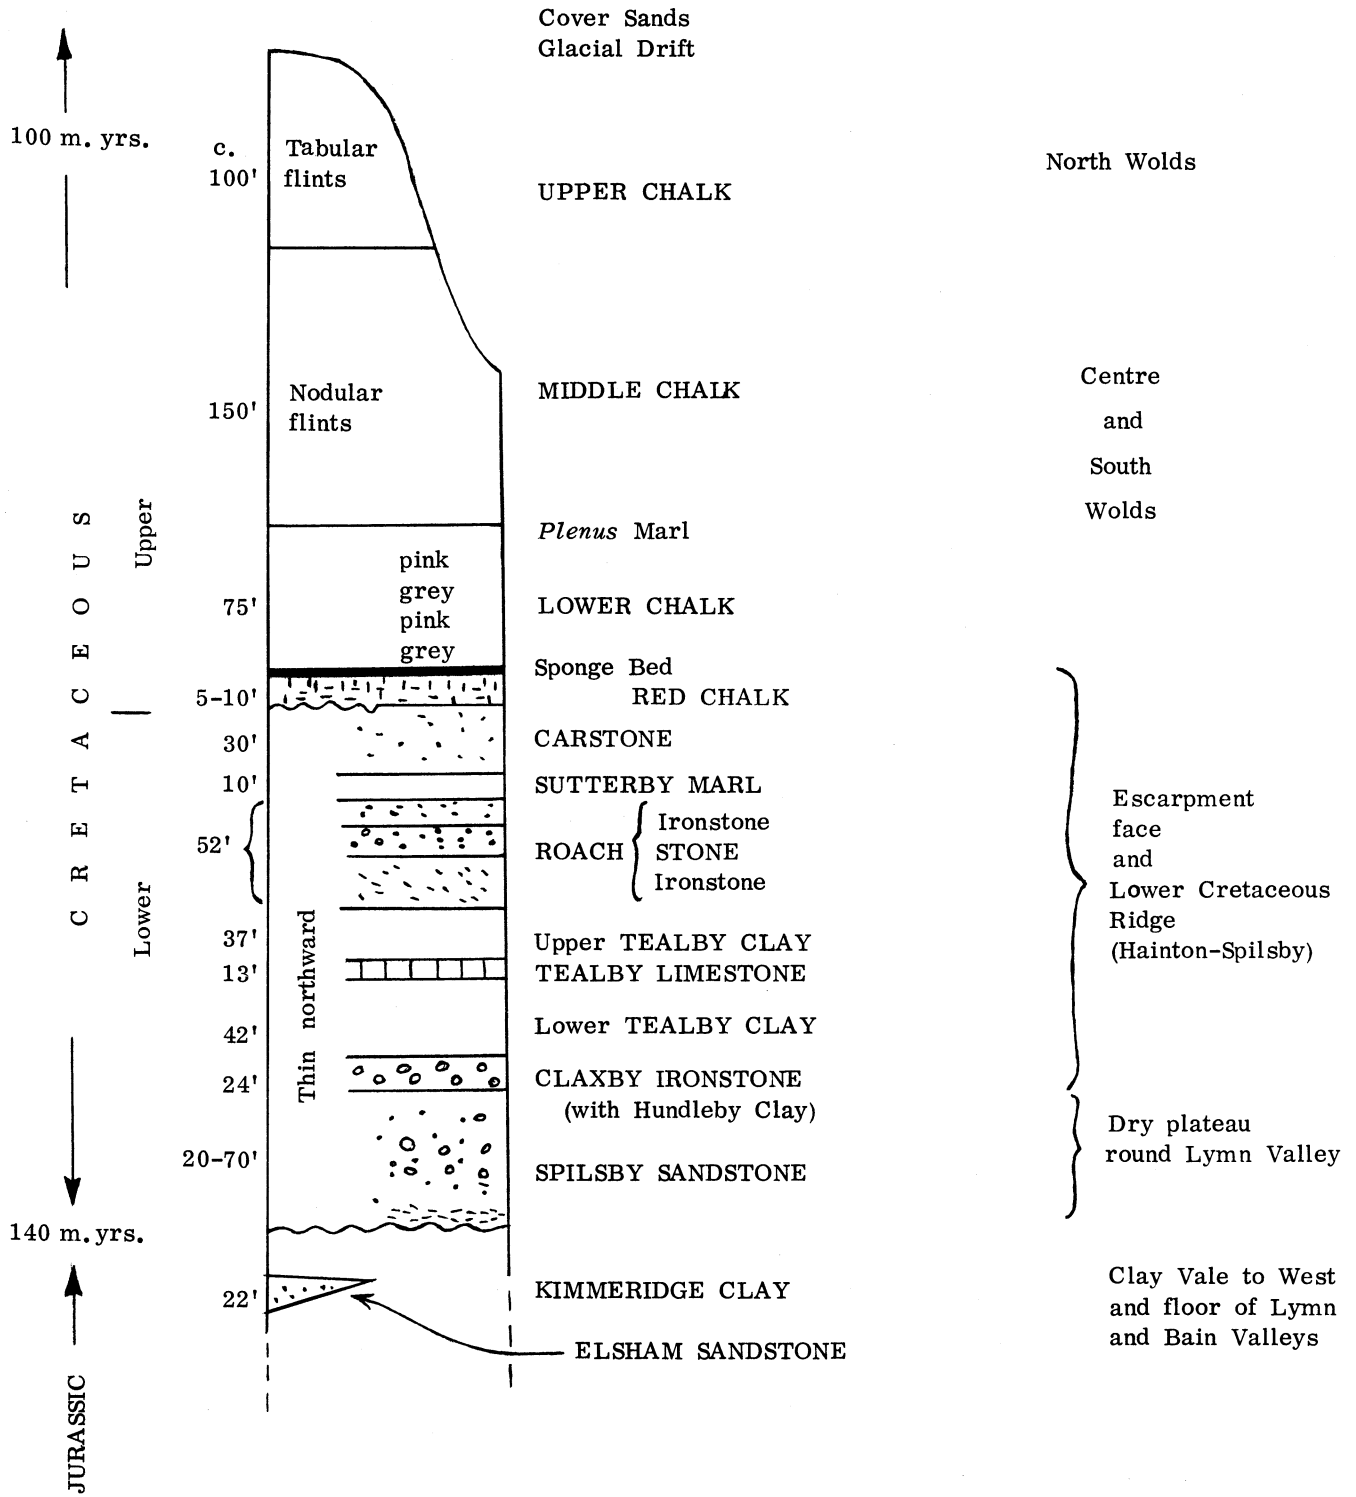 Cover Sands
Glacial Drift
100 m. yrs.
c.
100'
Tabular
flints
UPPER CHALK
North Wolds
150'
Nodular
flints
MIDDLE CHALK
Centre
and
South
Wolds
CRETACEOUS
Upper
Plenus Marl
75'
pink
grey
pink
grey
LOWER CHALK
Sponge Bed
5-10'
RED CHALK
30'
CARSTONE
10'
SUTTERBY MARL
52'
ROACH
Ironstone
STONE
Ironstone
Escarpment
face
and
Lower Cretaceous
Ridge
(Hainton-Spilsby)
Lower
Thin northward
37'
Upper TEALBY CLAY
13'
TEALBY LIMESTONE
42'
Lower TEALBY CLAY
24'
CLAXBY IRONSTONE
(with Hundleby Clay)
20-70'
SPILSBY SANDSTONE
Dry plateau
round Lymn Valley
140 m. yrs.
JURASSIC
22'
KIMMERIDGE CLAY
ELSHAM SANDSTONE
Clay Vale to West
and floor of Lymn
and Bain Valleys